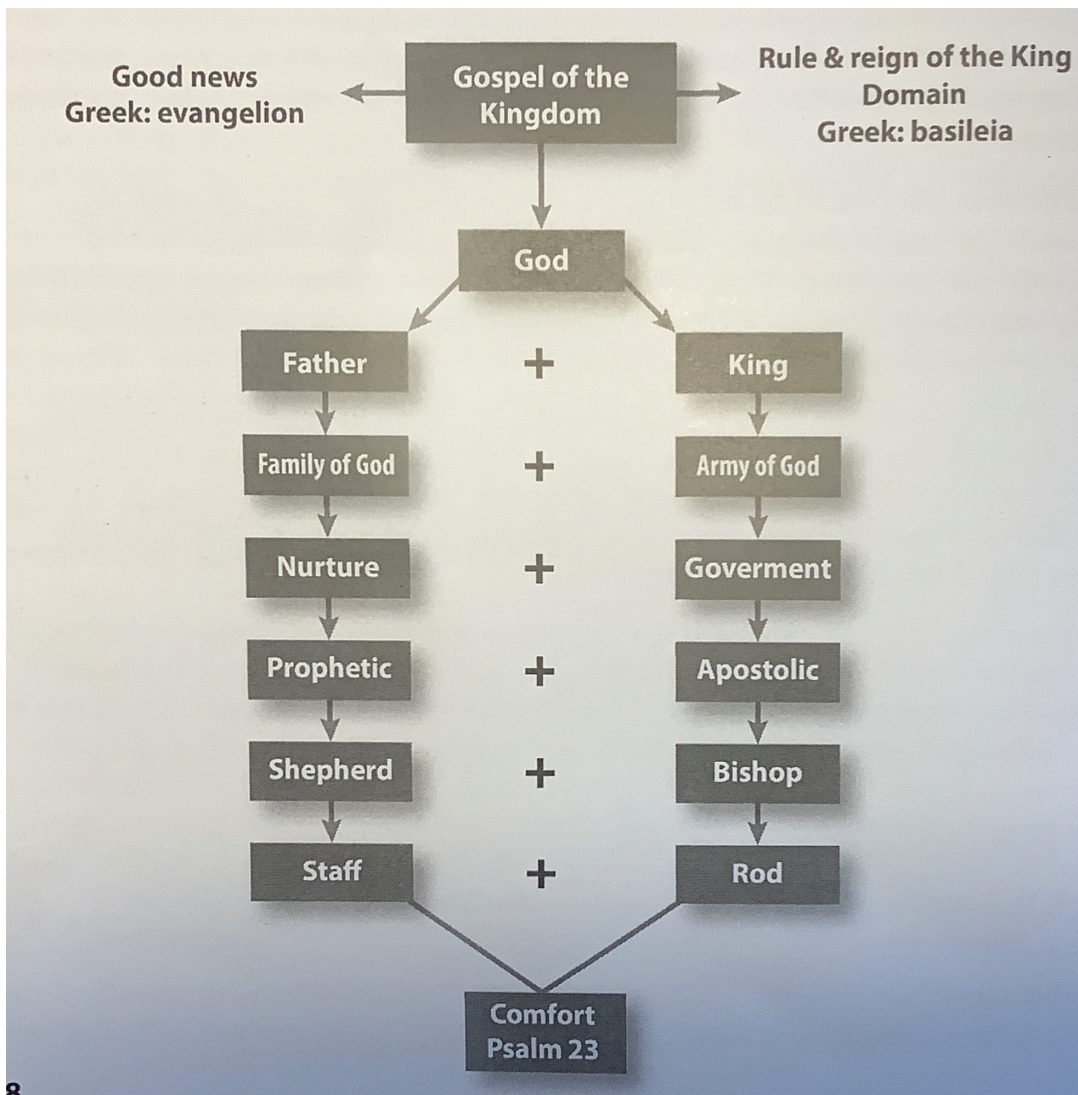 Good news
Greek: evangelion
Gospel of the
Kingdom
Rule & reign of the King
Domain
Greek: basileia
God
Father
+
King
Family of God
+
Army of God
Nurture
+
Goverment
Prophetic
+
Apostolic
Shepherd
+
Bishop
Staff
+
Rod
Comfort
Psalm 23
8